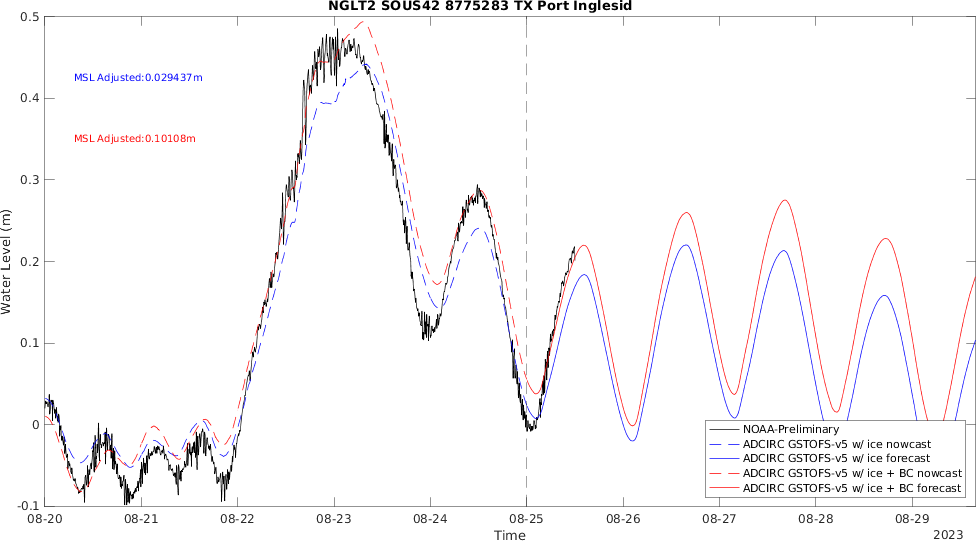 NGLT2 SOUS42 8775283 TX Port Inglesid
0.5
MSL Adjusted:0.029437m
0.4
MSL Adjusted:0.10108m
0.3
Water Level (m)
0.2
0.1
0
-0.1
NOAA-Preliminary
ADCIRC GSTOFS-v5 w/ ice nowcast
ADCIRC GSTOFS-v5 w/ ice forecast
ADCIRC GSTOFS-v5 w/ ice + BC nowcast
ADCIRC GSTOFS-v5 w/ ice + BC forecast
08-20 08-21 08-22 08-23 08-24 08-25 08-26 08-27 08-28 08-29
Time
2023